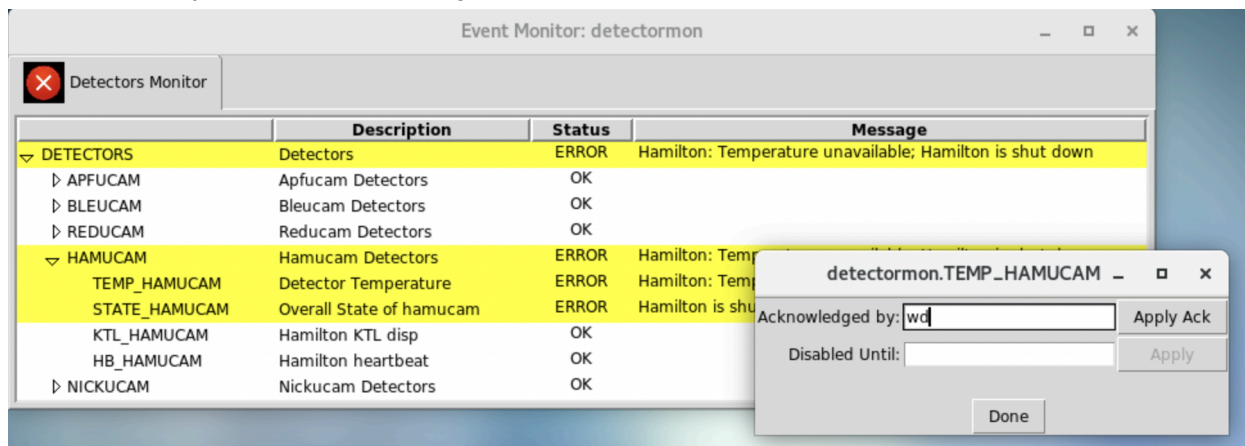 Event Monitor: detectormon
Detectors Monitor
Description Status Message
DETECTORS Detectors ERROR Hamilton: Temperature unavailable; Hamilton is shut down
APFUCAM Apfucam Detectors OK
BLEUCAM Bleucam Detectors OK
REDUCAM Reducam Detectors OK
HAMUCAM Hamucam Detectors ERROR Hamilton:
TEMP_HAMUCAM Detector Temperature ERROR Hamilton:
STATE_HAMUCAM Overall State of hamucam ERROR Hamilton is
KTL_HAMUCAM Hamilton KTL disp OK
HB_HAMUCAM Hamilton heartbeat OK
NICKUCAM Nickucam Detectors OK
detectormon.TEMP_HAMUCAM
Acknowledged by: wd Apply Ack
Disabled Until: Apply
Done